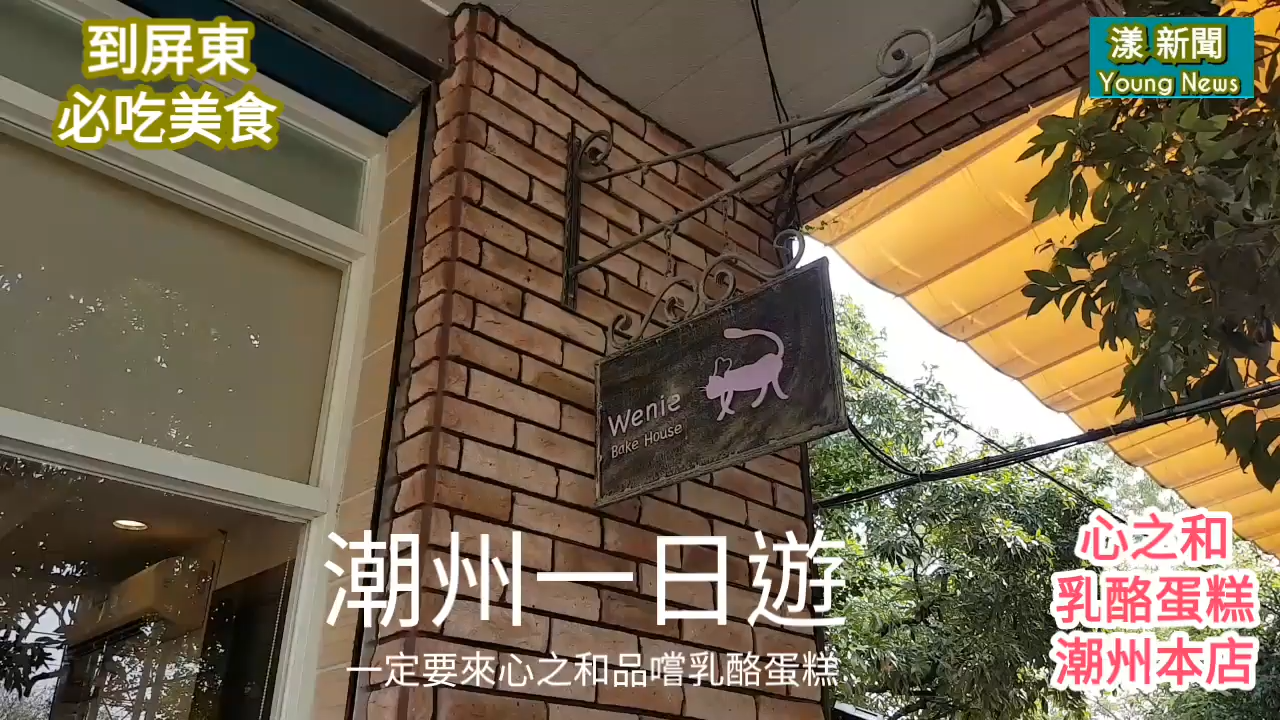 到屏東
必吃美食
漾 新聞
Young News
Wenie
Bake House
潮州一日遊
一定要來心之和品嚐乳酪蛋糕
心之和
乳酪蛋糕
潮州本店